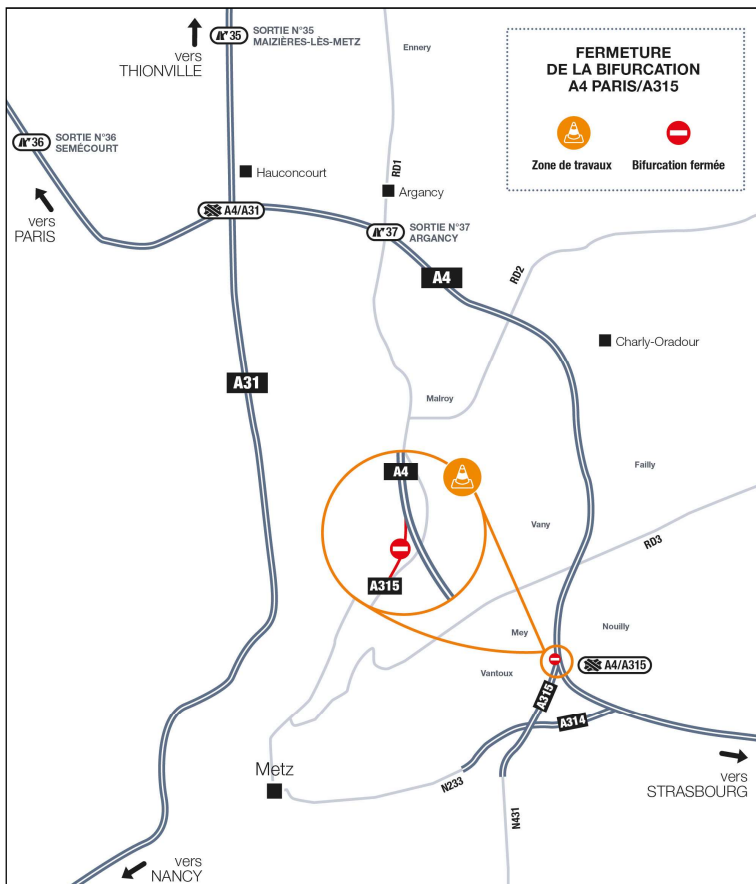 SORTIE N°35
MAIZIÈRES-LÈS-METZ
35
vers
THIONVILLE
Ennery
FERMETURE
DE LA BIFURCATION
A4 PARIS/A315
Zone de travaux
Bifurcation fermée
36
SORTIE N°36
SEMÉCOURT
Hauconcourt
RD1
Argancy
vers
PARIS
A4/A31
37
SORTIE N°37
ARGANCY
A4
RD2
Charly-Oradour
A31
Malroy
A4
Failly
Vany
RD3
A315
Mey
Nouilly
Vantoux
A4/A315
A315
A314
Metz
N233
N431
vers
STRASBOURG
vers
NANCY